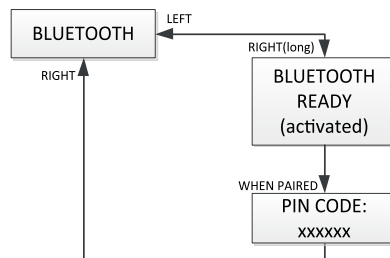 LEFT
BLUETOOTH
RIGHT(long)
RIGHT
BLUETOOTH
READY
(activated)
WHEN PAIRED
PIN CODE:
xxxxxx